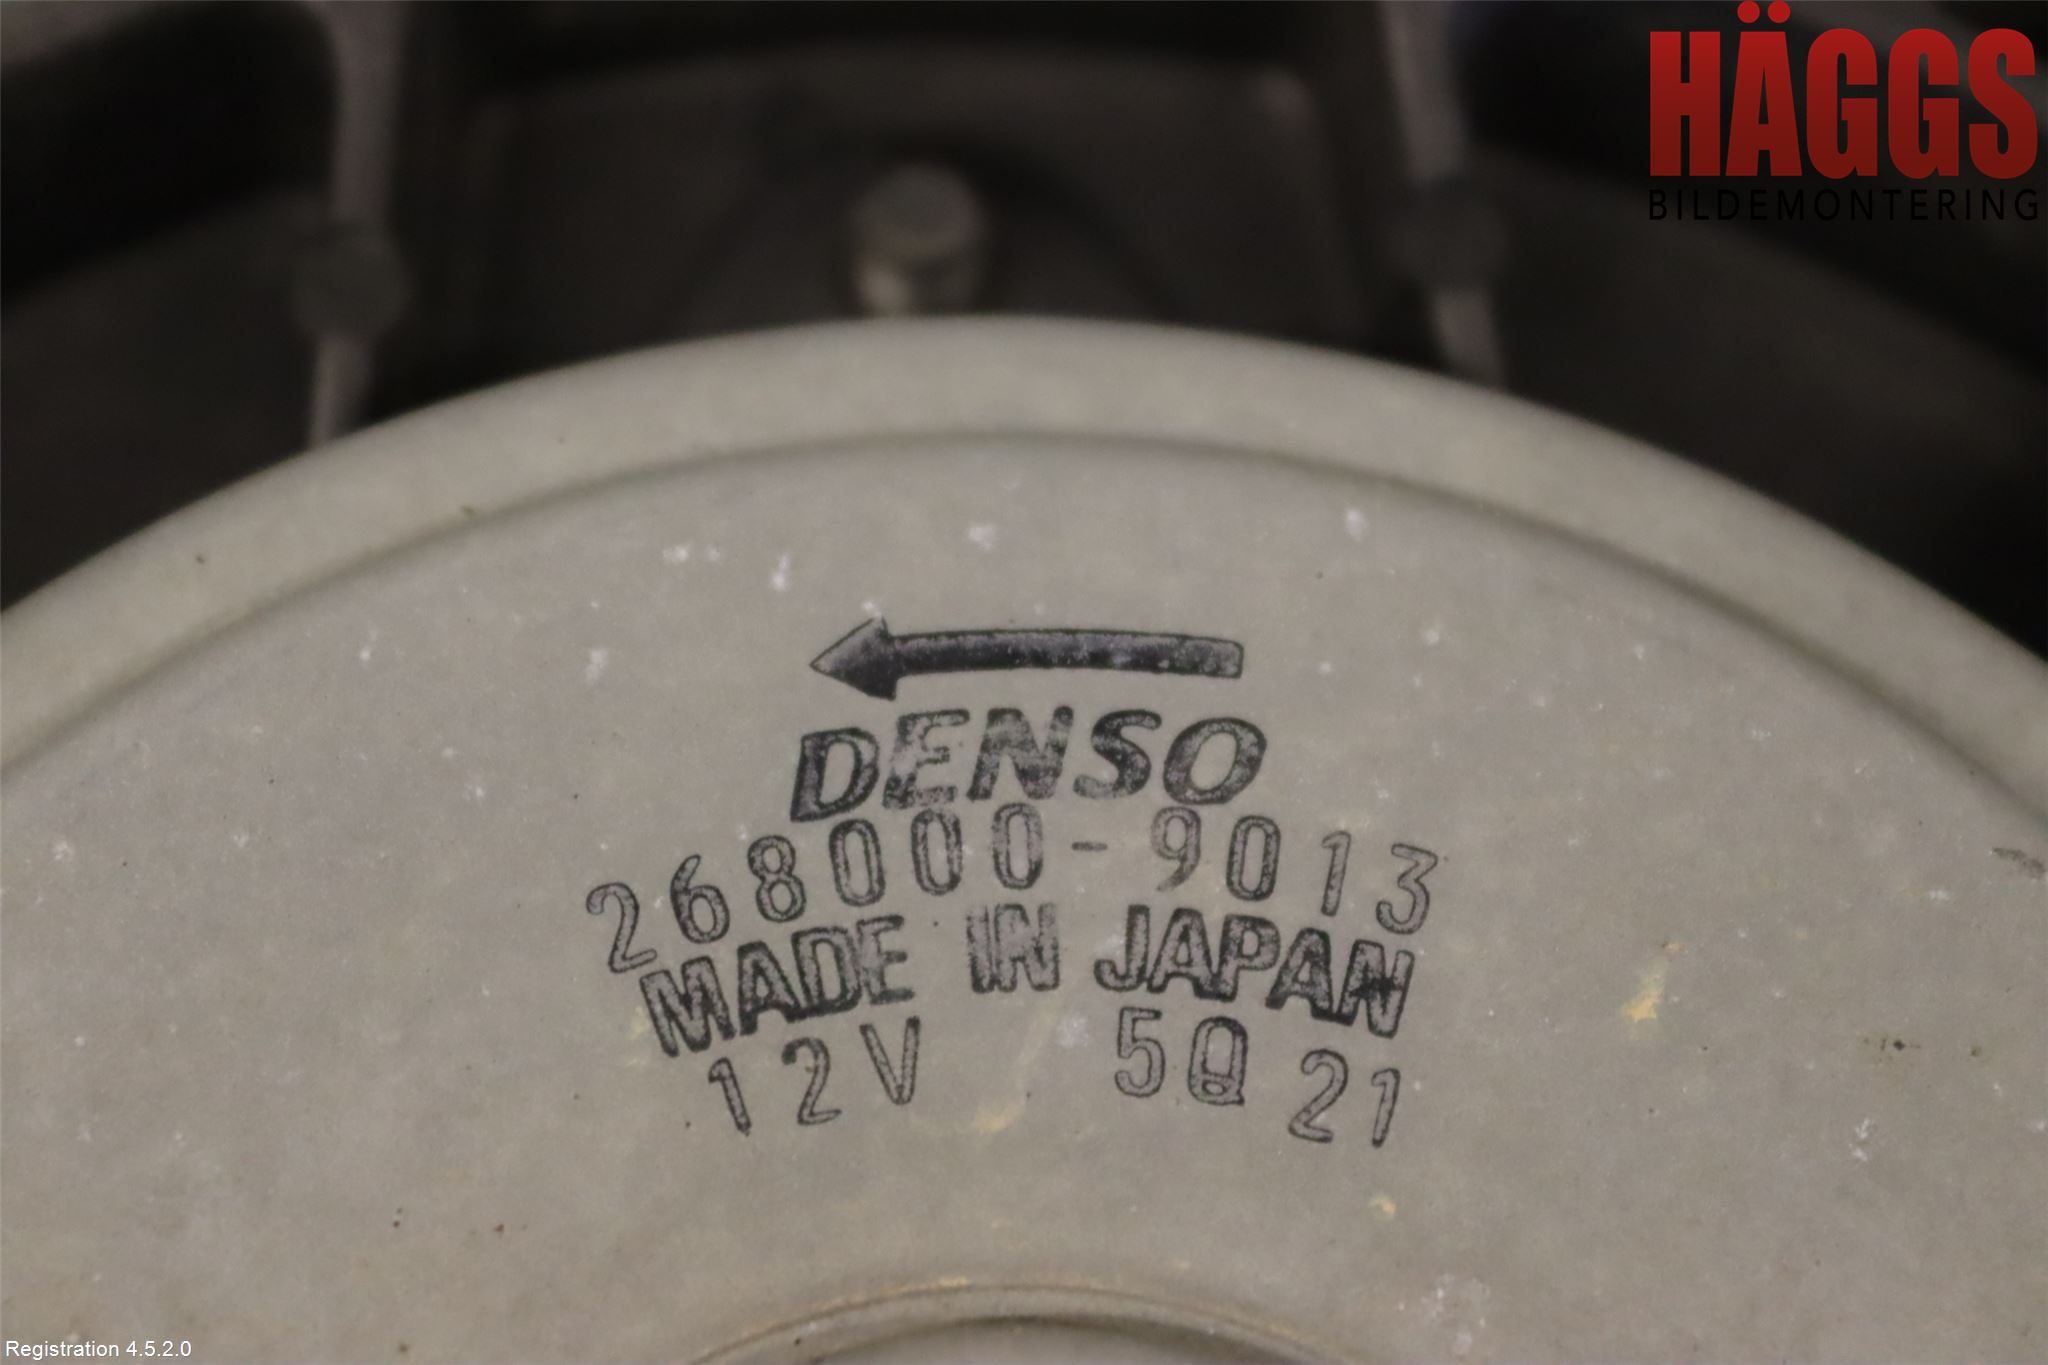 HÄGGS
BILDEMONTERING
DENSO
268000-9013
MADE IN JAPAN
12V 5Q 21
Registration 4.5.2.0